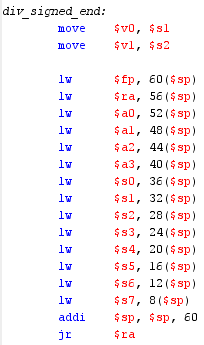 div_signed_end:
move $v0, $s1
move $v1, $s2
lw $fp, 60($sp)
lw $ra, 56($sp)
lw $a0, 52($sp)
lw $a1, 48($sp)
lw $a2, 44($sp)
lw $a3, 40($sp)
lw $s0, 36($sp)
lw $s1, 32($sp)
lw $s2, 28($sp)
lw $s3, 24($sp)
lw $s4, 20($sp)
lw $s5, 16($sp)
lw $s6, 12($sp)
lw $s7, 8($sp)
addi $sp, $sp, 60
jr $ra